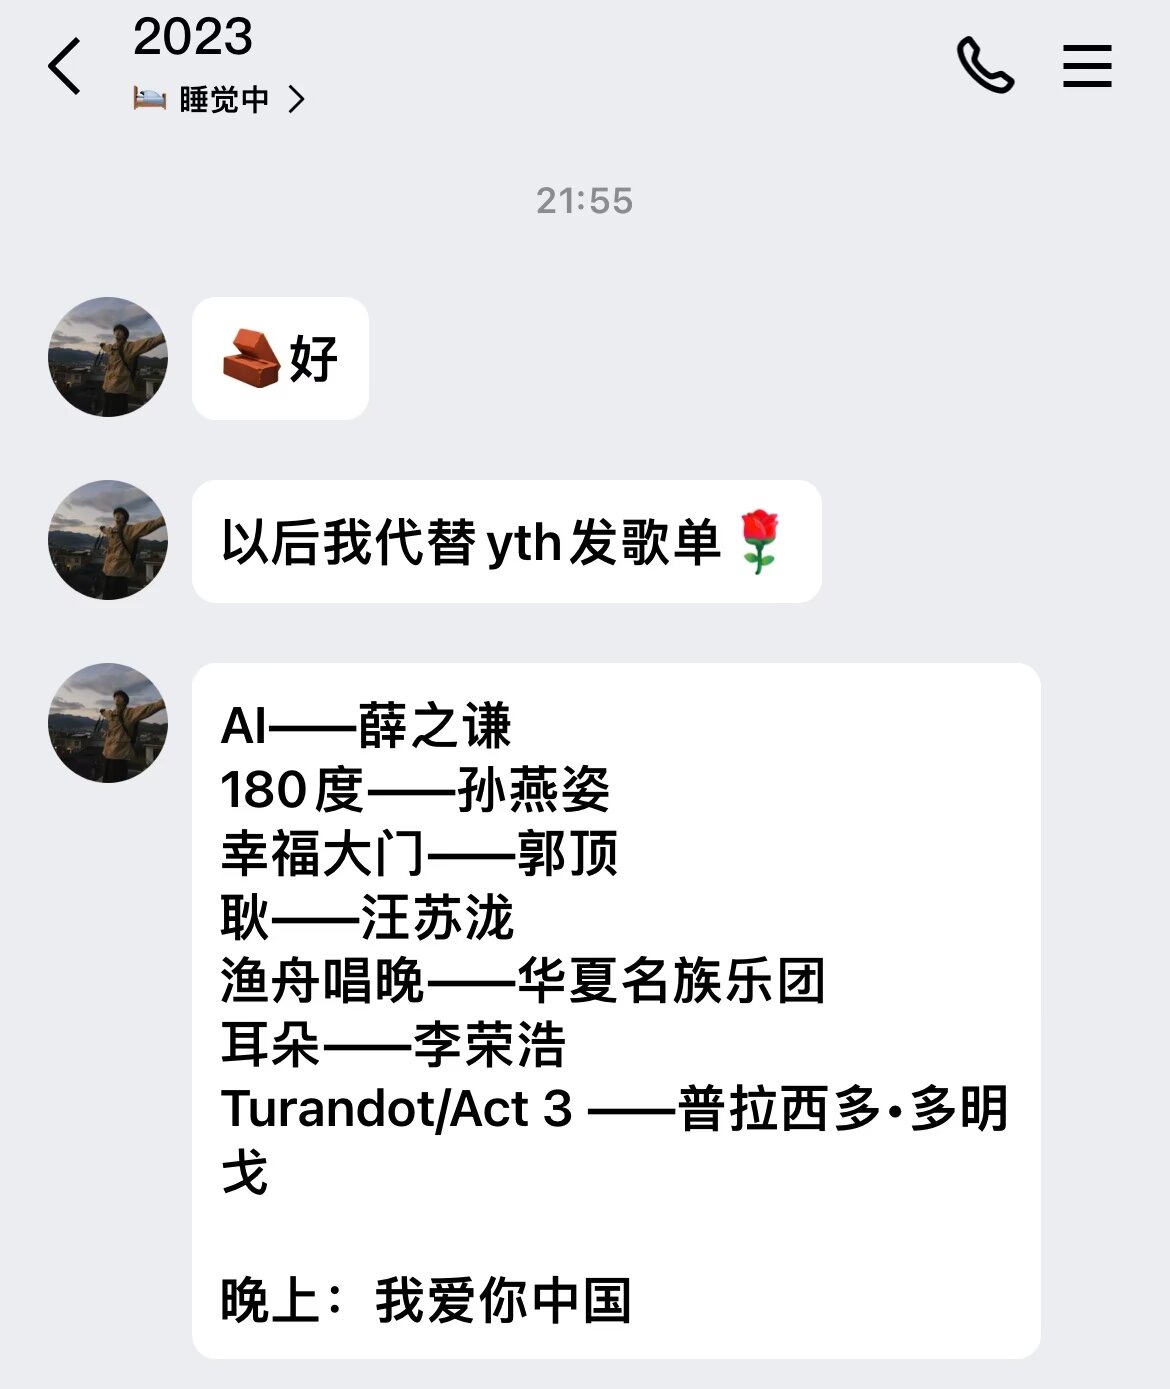 2023
睡觉中
21:55
好
以后我代替yth发歌单
AI——薛之谦
180度——孙燕姿
幸福大门——郭顶
耿——汪苏泷
渔舟唱晚——华夏名族乐团
耳朵——李荣浩
Turandot/Act 3 ——普拉西多·多明
戈
晚上：我爱你中国